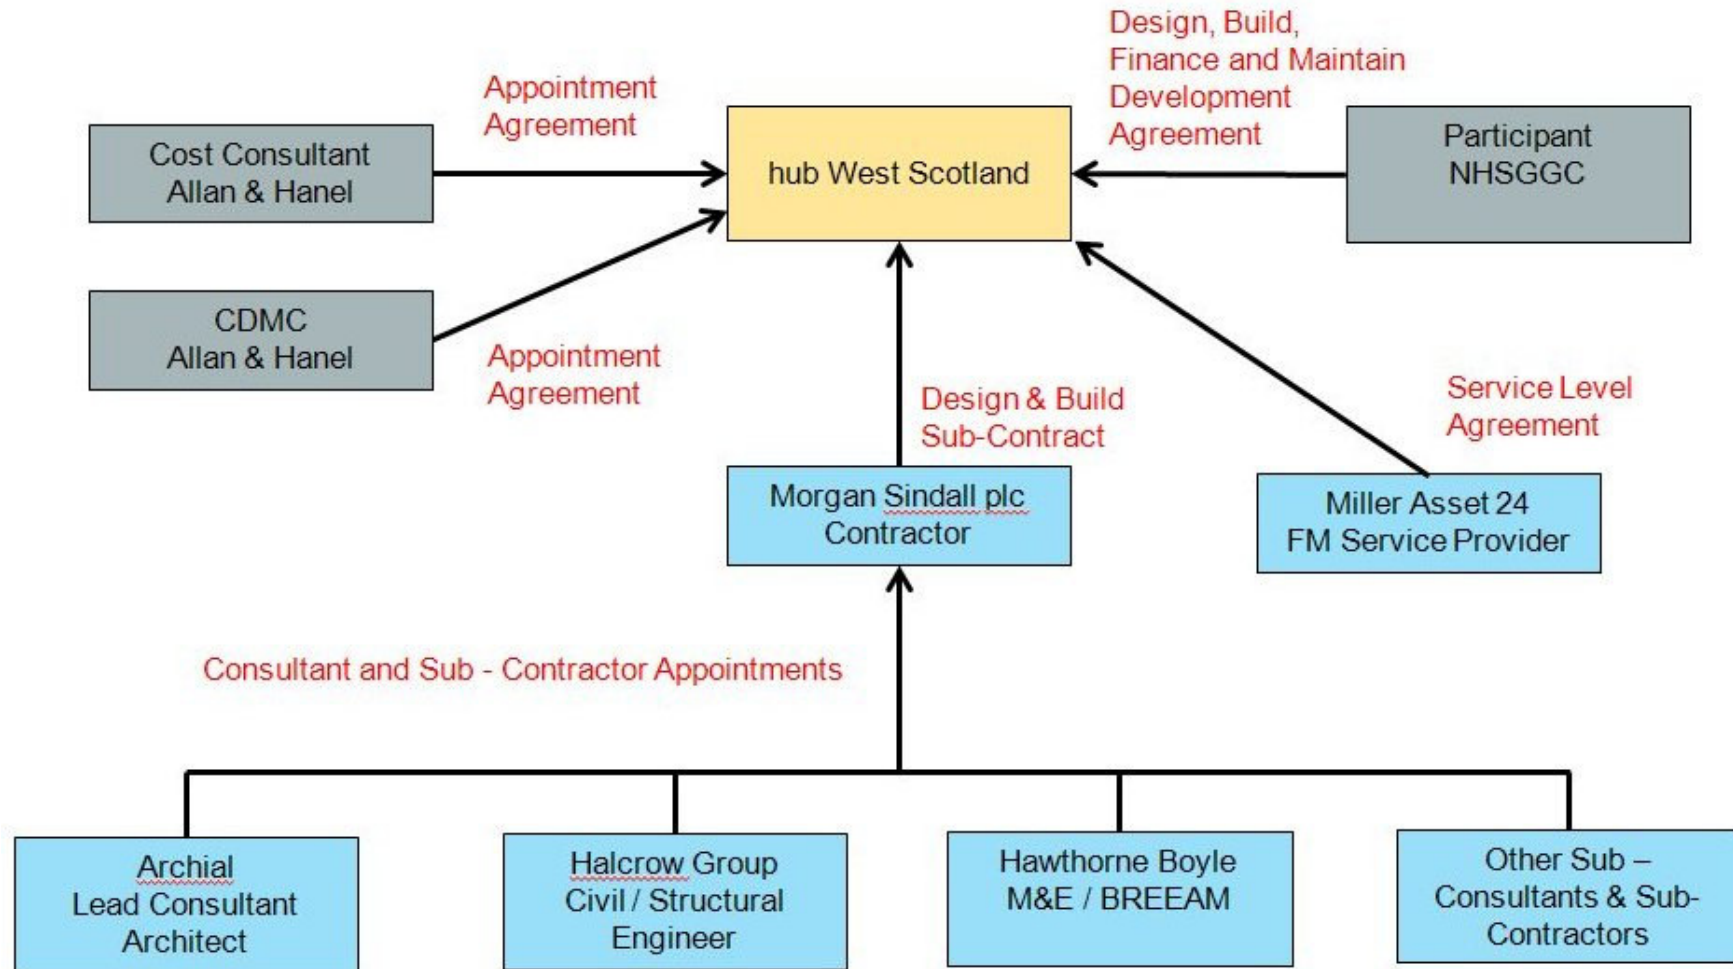 Design, Build,
Finance and Maintain
Development
Agreement
Appointment
Agreement
Cost Consultant
Allan & Hanel
hub West Scotland
Participant
NHSGGC
CDMC
Allan & Hanel
Appointment
Agreement
Design & Build
Sub-Contract
Service Level
Agreement
Morgan Sindall plc
Contractor
Miller Asset 24
FM Service Provider
Consultant and Sub - Contractor Appointments
Archial
Lead Consultant
Architect
Halcrow Group
Civil / Structural
Engineer
Hawthorne Boyle
M&E / BREEAM
Other Sub –
Consultants & Sub-
Contractors